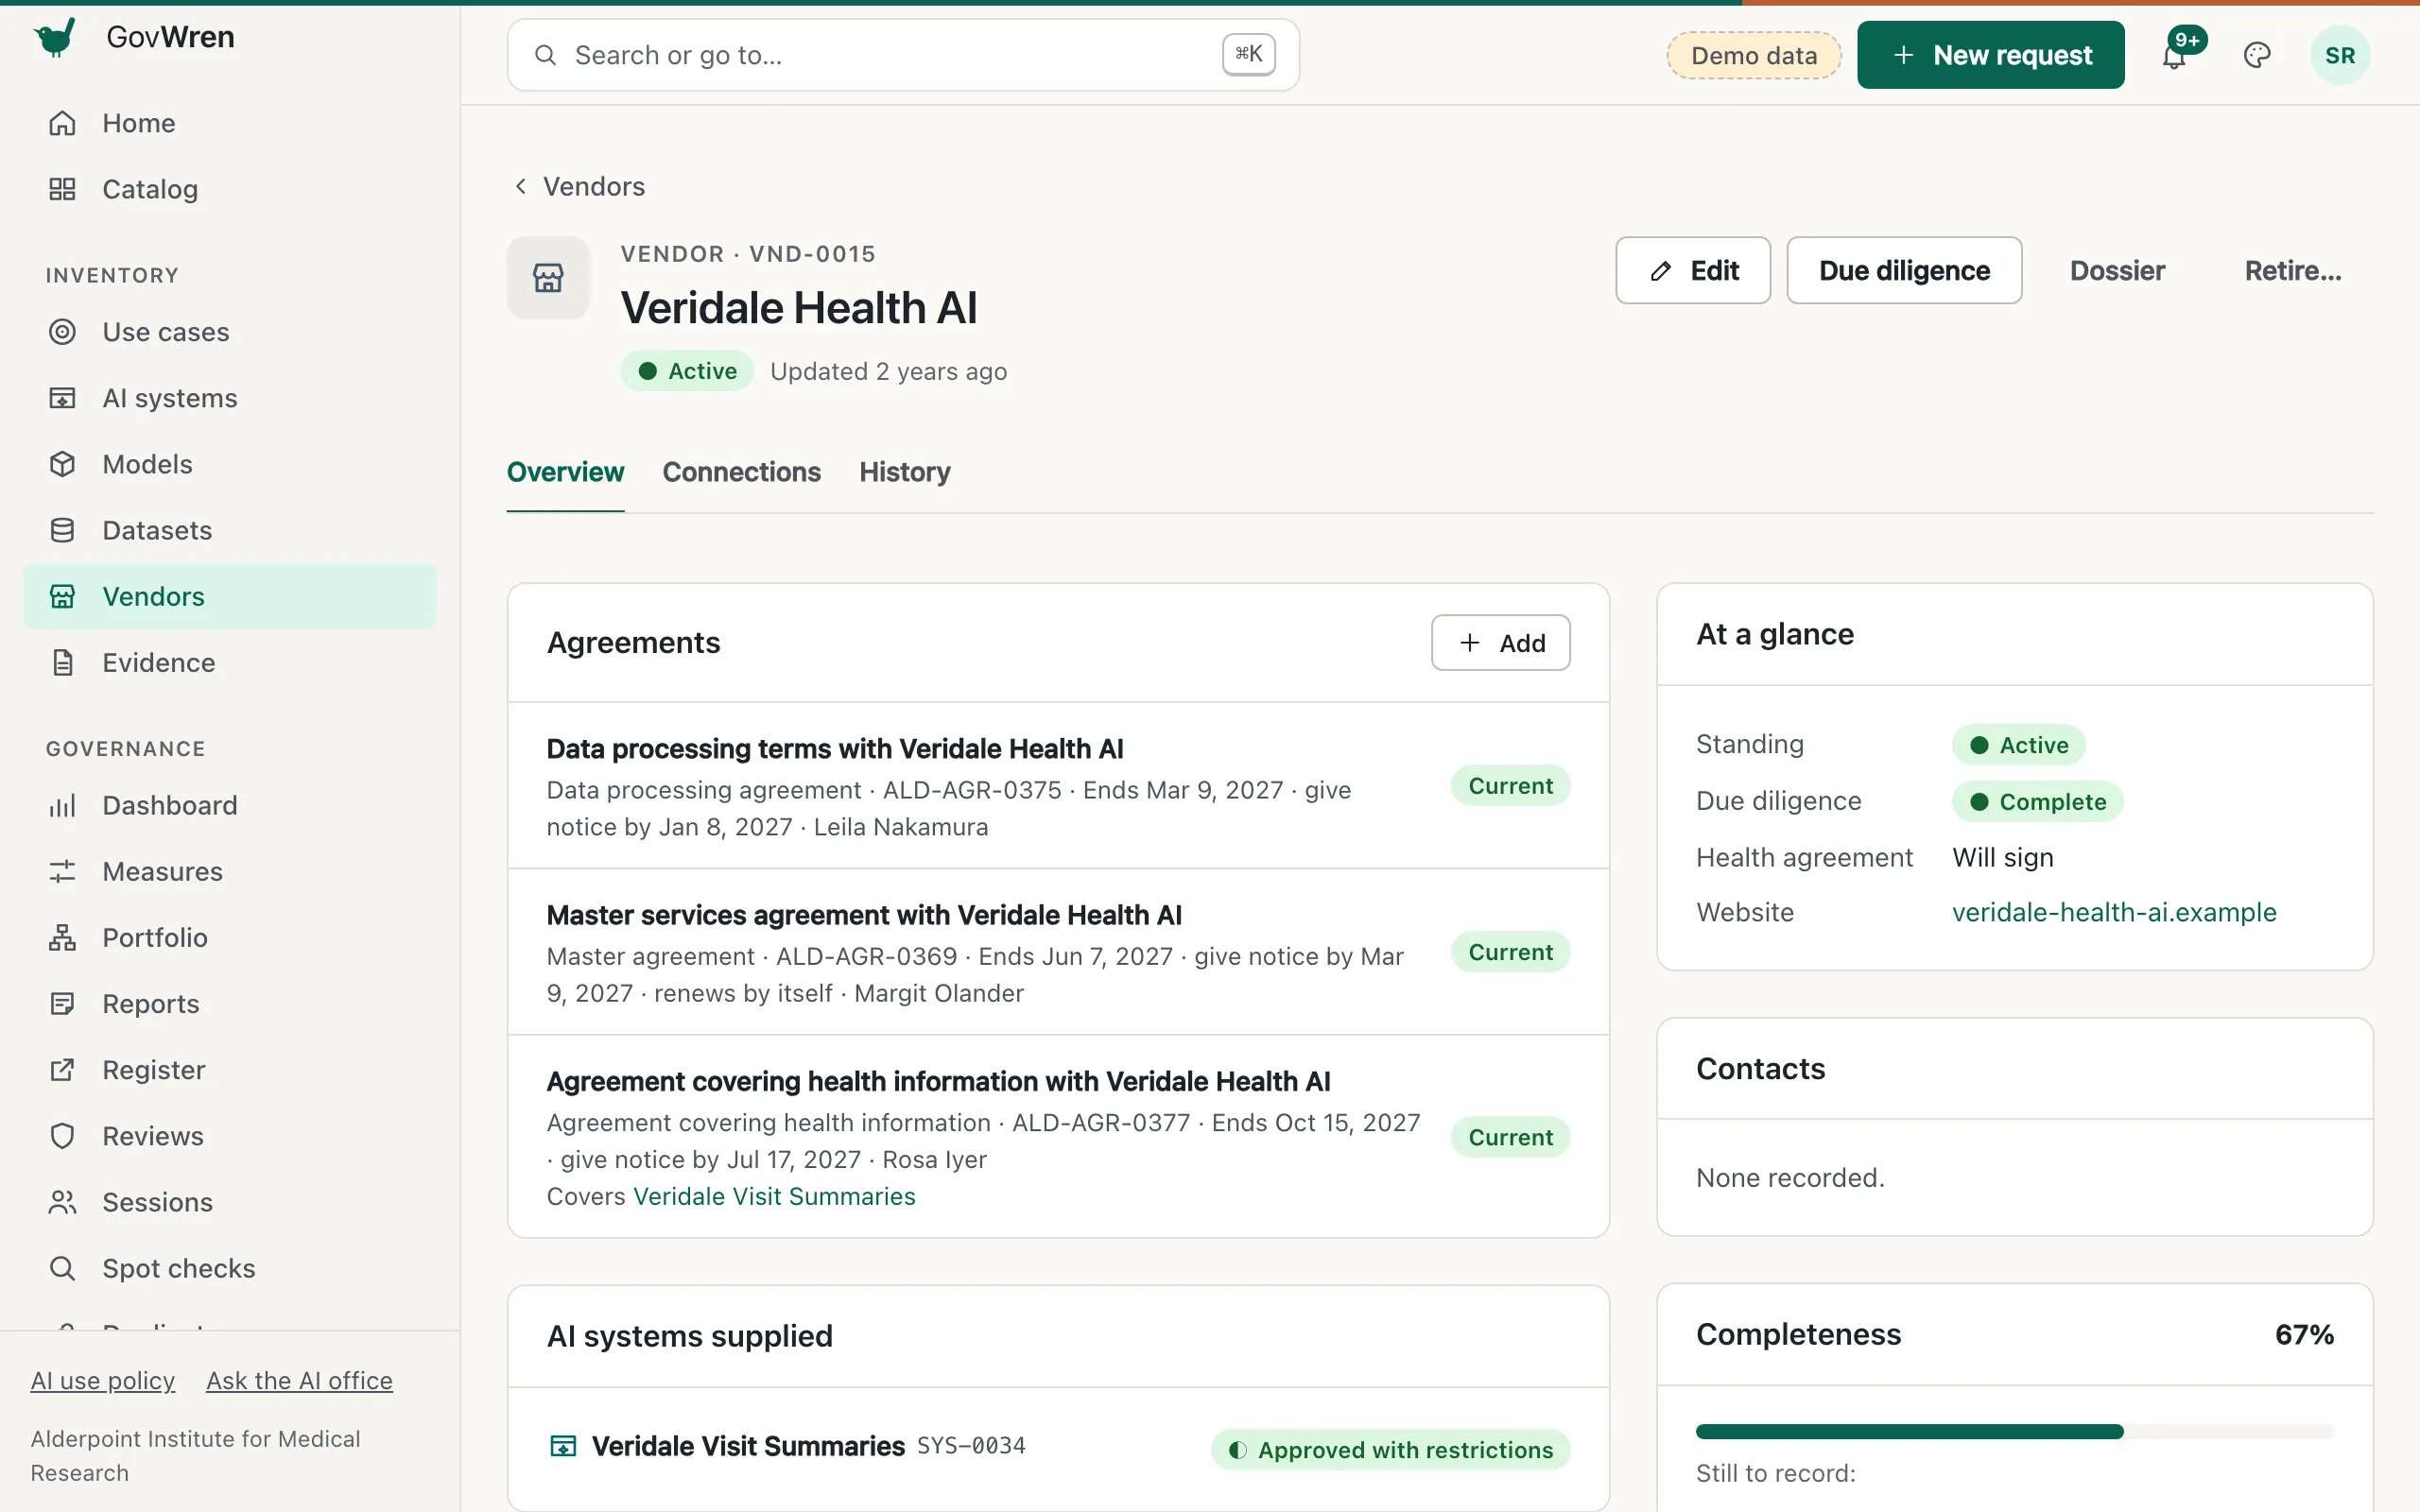 GovWren
Search or go to...
⌘K
Demo data
New request
9+
SR
Home
Catalog
INVENTORY
Use cases
AI systems
Models
Datasets
Vendors
Evidence
GOVERNANCE
Dashboard
Measures
Portfolio
Reports
Register
Reviews
Sessions
Spot checks
AI use policy
Ask the AI office
Alderpoint Institute for Medical
Research
Vendors
VENDOR · VND-0015
Veridale Health AI
Active
Updated 2 years ago
Edit
Due diligence
Dossier
Retire...
Overview
Connections
History
Agreements
Add
Data processing terms with Veridale Health AI
Data processing agreement · ALD-AGR-0375 · Ends Mar 9, 2027 · give
notice by Jan 8, 2027 · Leila Nakamura
Current
Master services agreement with Veridale Health AI
Master agreement · ALD-AGR-0369 · Ends Jun 7, 2027 · give notice by Mar
9, 2027 · renews by itself · Margit Olander
Current
Agreement covering health information with Veridale Health AI
Agreement covering health information · ALD-AGR-0377 · Ends Oct 15, 2027
· give notice by Jul 17, 2027 · Rosa Iyer
Covers Veridale Visit Summaries
Current
AI systems supplied
Veridale Visit Summaries SYS-0034
Approved with restrictions
At a glance
Standing
Active
Due diligence
Complete
Health agreement
Will sign
Website
veridale-health-ai.example
Contacts
None recorded.
Completeness
67%
Still to record: